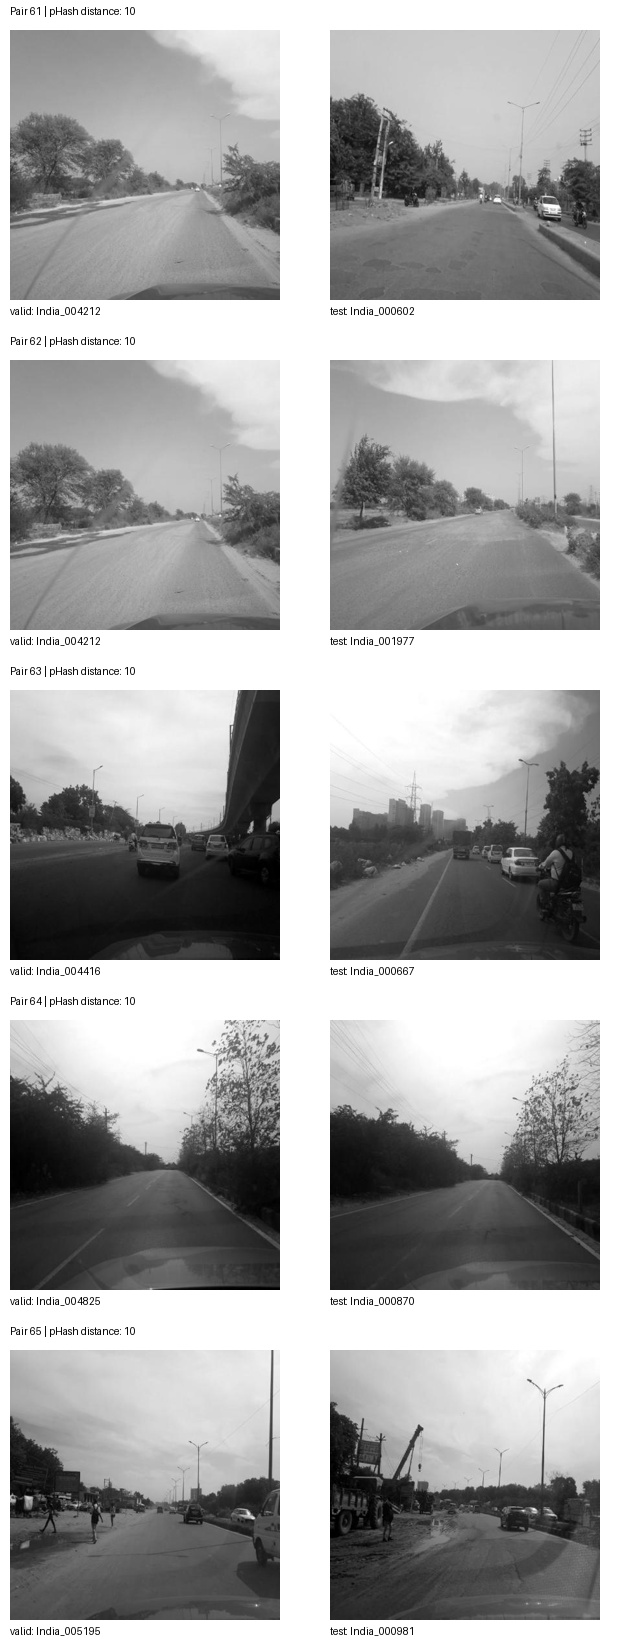 Pair 61 | pHash distance: 10
valid: India_004212
test: India_000602
Pair 62 | pHash distance: 10
valid: India_004212
test: India_001977
Pair 63 | pHash distance: 10
valid: India_004416
test: India_000667
Pair 64 | pHash distance: 10
valid: India_004825
test: India_000870
Pair 65 | pHash distance: 10
valid: India_005195
test: India_000981